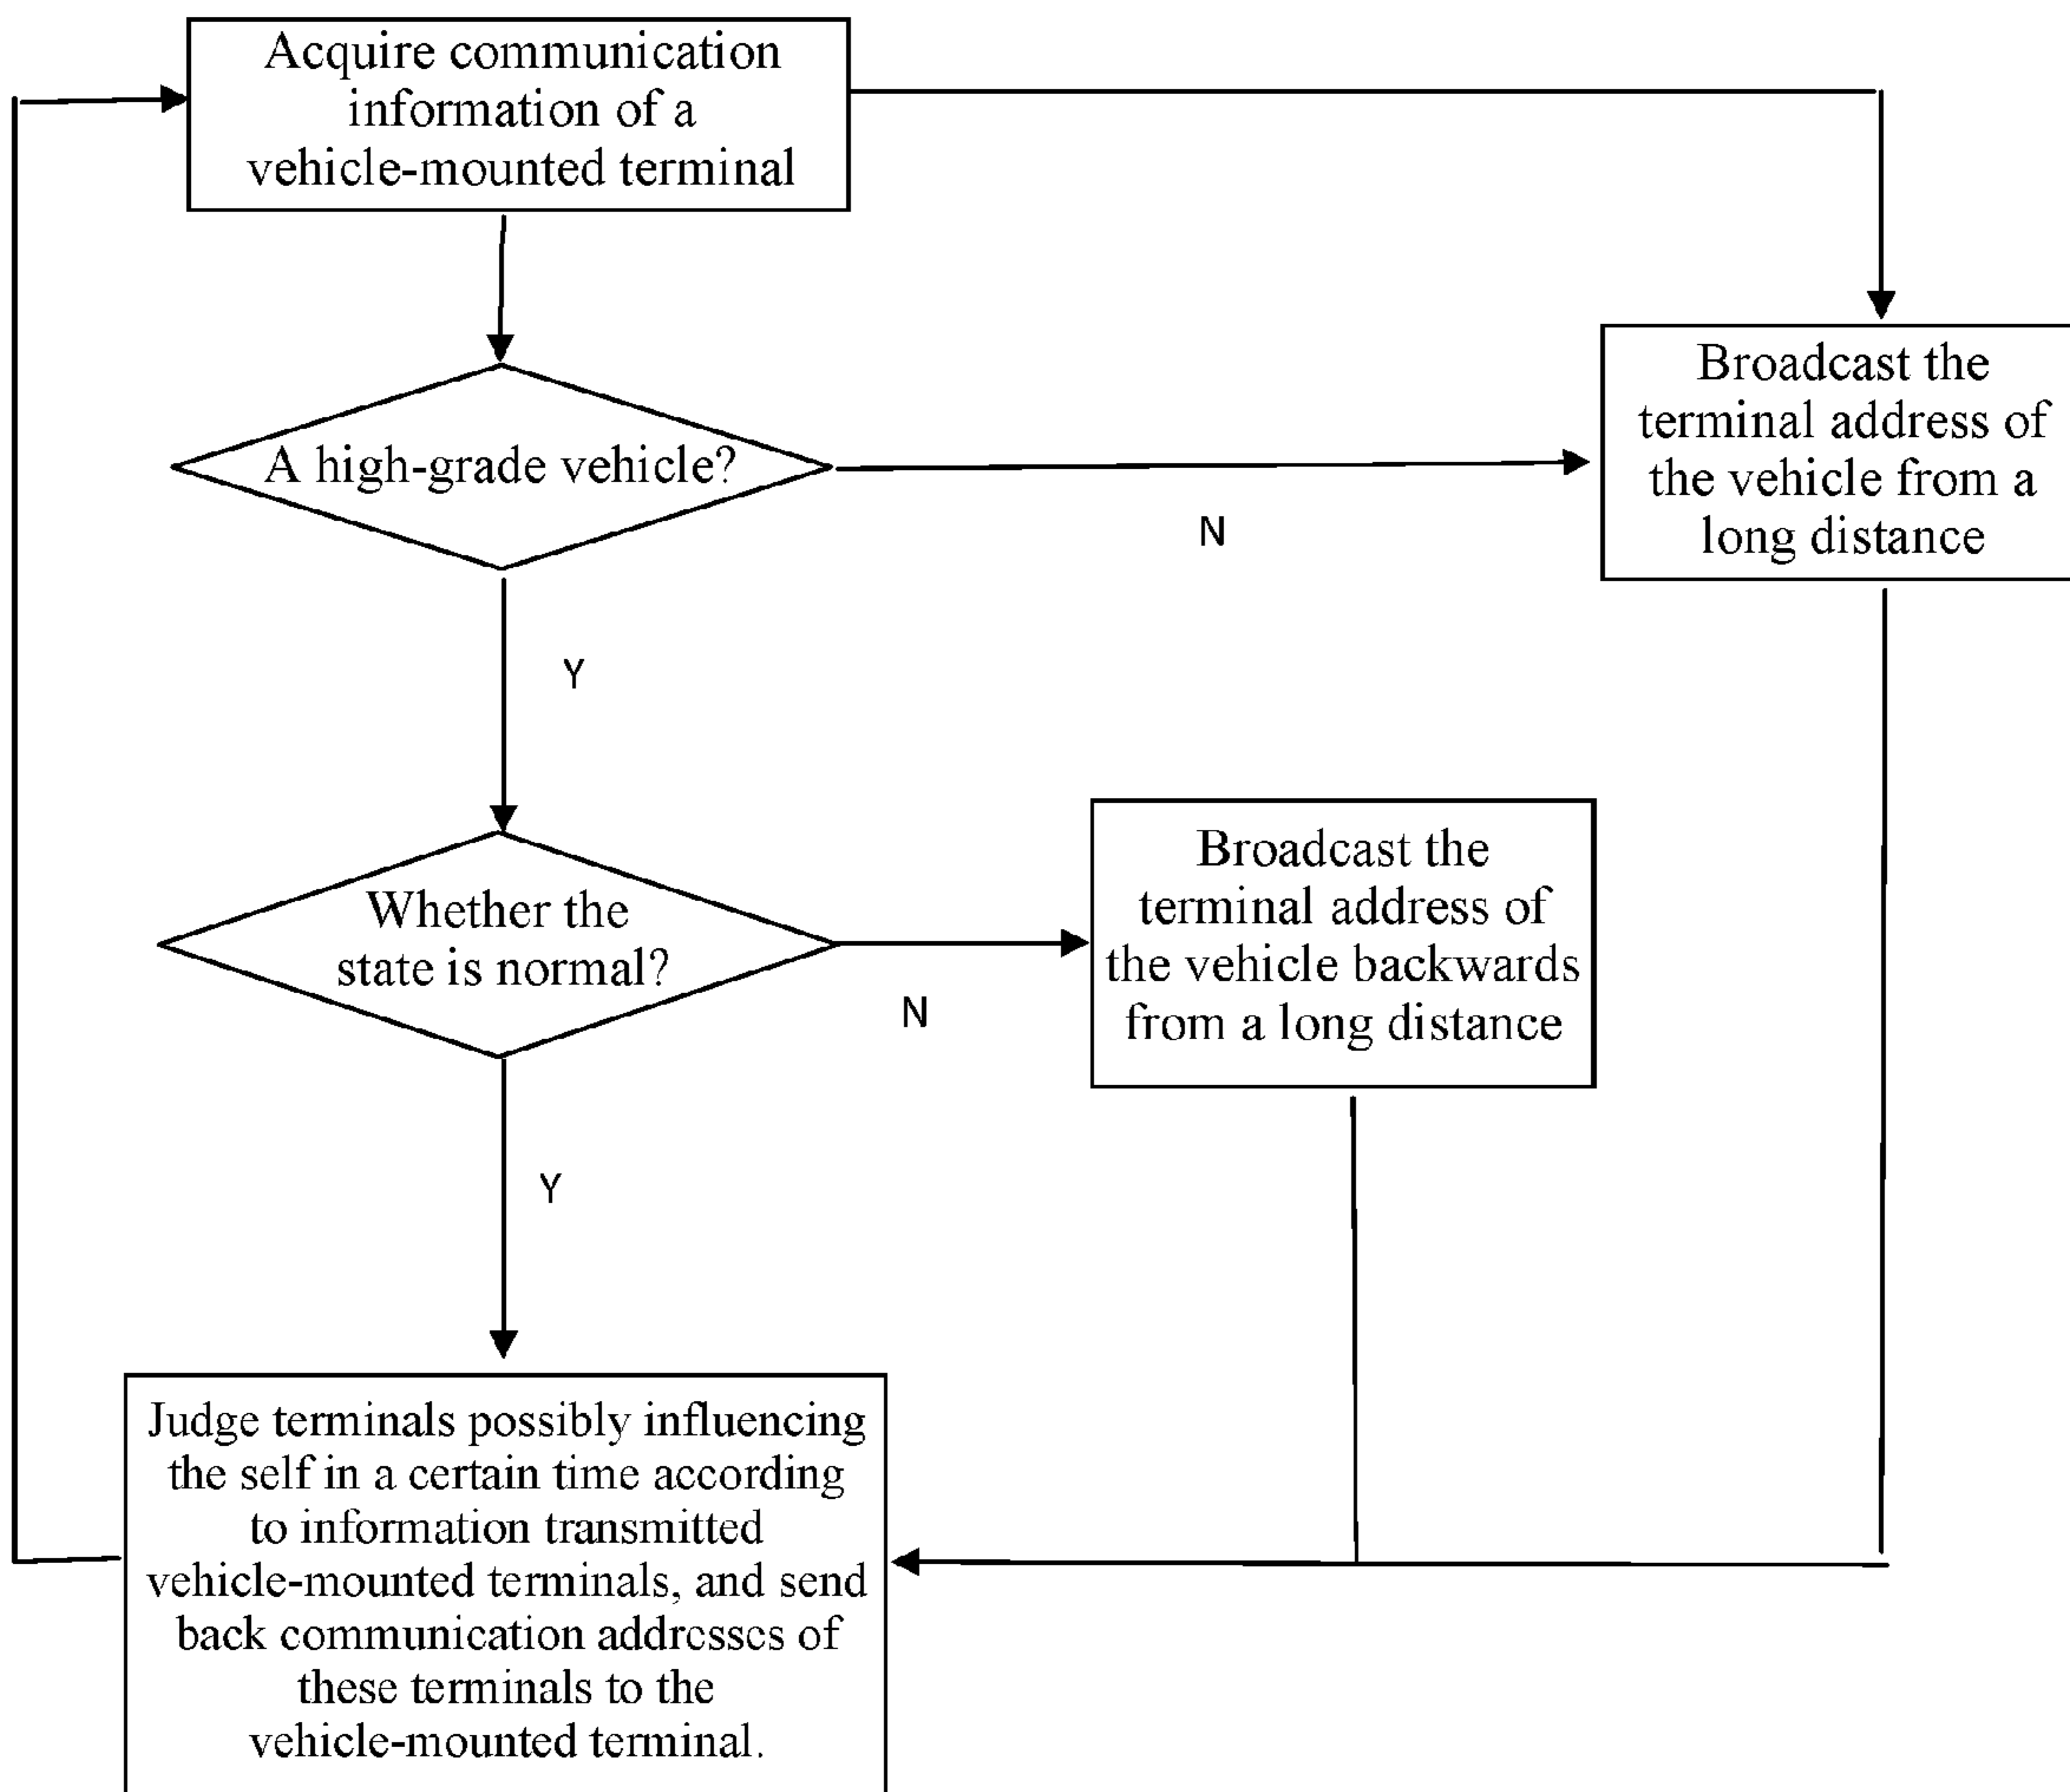 Acquire communication
information of a
vehicle-mounted terminal
Broadcast the
terminal address of
the vehicle from a
long distance
A high-grade vehicle?
N
Y
Broadcast the
terminal address of
the vehicle backwards
from a long distance
Whether the
state is normal?
N
Y
Judge terminals possibly influencing
the self in a certain time according
to information transmitted
vehicle-mounted terminals, and send
back communication addresses of
these terminals to the
vehicle-mounted terminal.